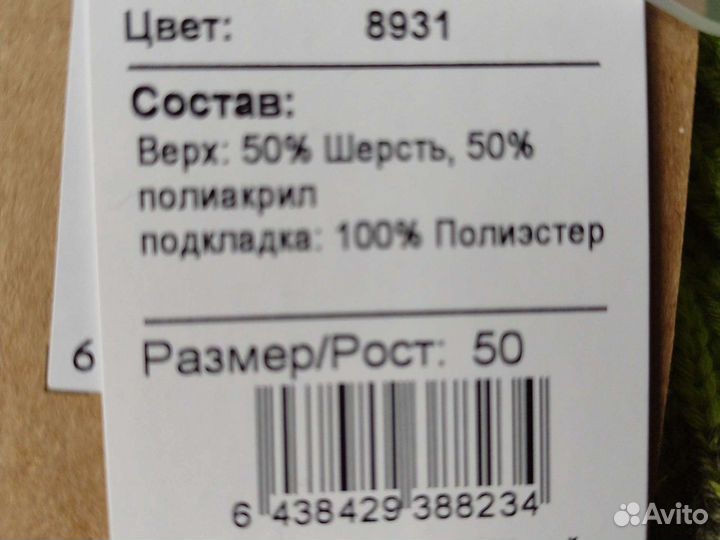 Цвет: 8931
Состав:
Верх: 50% Шерсть, 50%
полиакрил
подкладка: 100% Полиэстер
Размер/Рост: 50
6
6 438429 388234
Avito